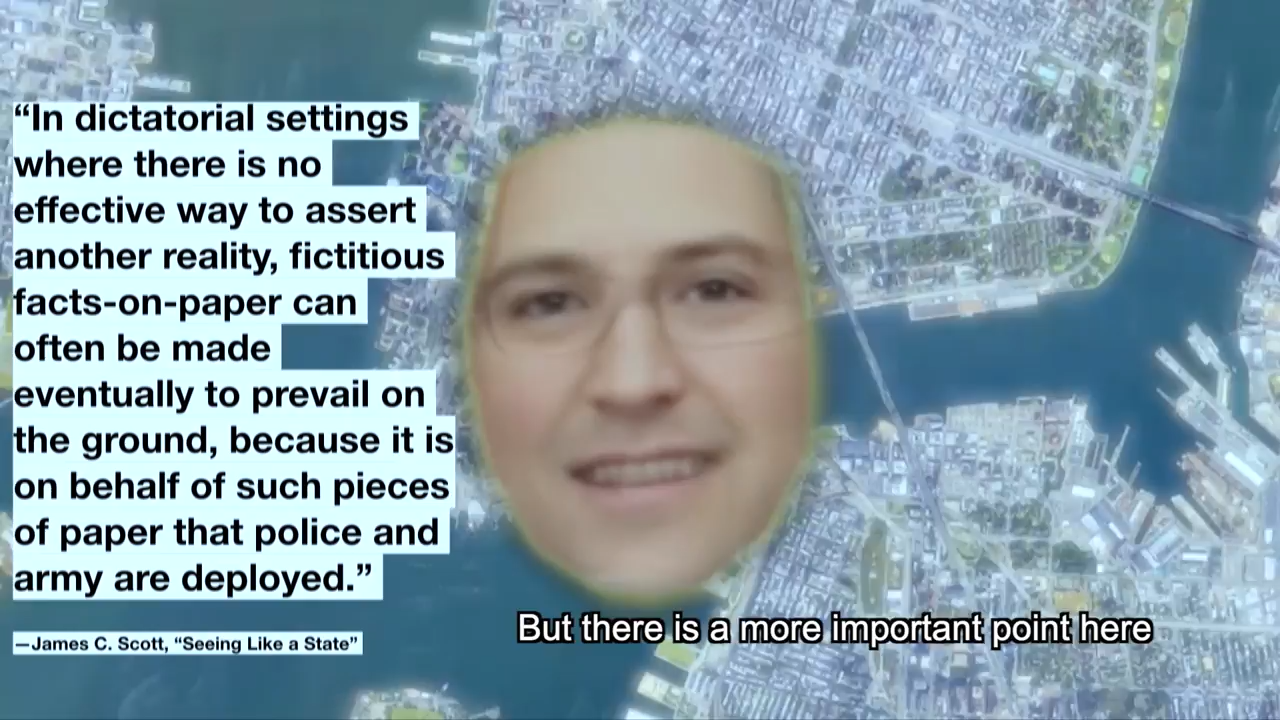 “In dictatorial settings
where there is no
effective way to assert
another reality, fictitious
facts-on-paper can
often be made
eventually to prevail on
the ground, because it is
on behalf of such pieces
of paper that police and
army are deployed.”
—James C. Scott, “Seeing Like a State”
But there is a more important point here